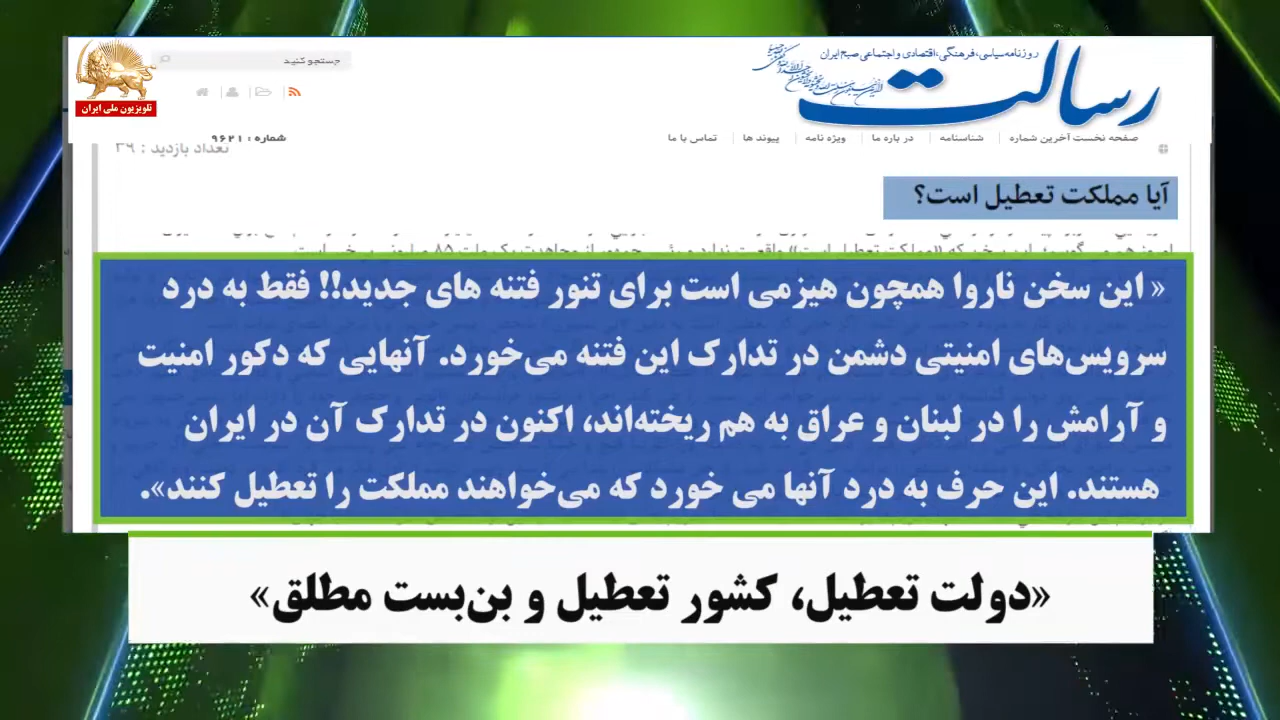 رسالت
روزنامه سیاسی، فرهنگی، اقتصادی و اجتماعی صبح ایران
جستجو کنید
تلویزیون ملی ایران
صفحه نخست آخرین شماره
شناسنامه
در باره ما
ویژه نامه
پیوند ها
تماس با ما
شماره : ۹۶۲۱
تعداد بازدید : ۳۹
آیا مملکت تعطیل است؟
« این سخن ناروا همچون هیزمی است برای تنور فتنه های جدید!! فقط به درد
سرویس‌های امنیتی دشمن در تدارک این فتنه می‌خورد. آنهایی که دکور امنیت
و آرامش را در لبنان و عراق به هم ریخته‌اند، اکنون در تدارک آن در ایران
هستند. این حرف به درد آنها می خورد که می‌خواهند مملکت را تعطیل کنند».
«دولت تعطیل، کشور تعطیل و بن‌بست مطلق»